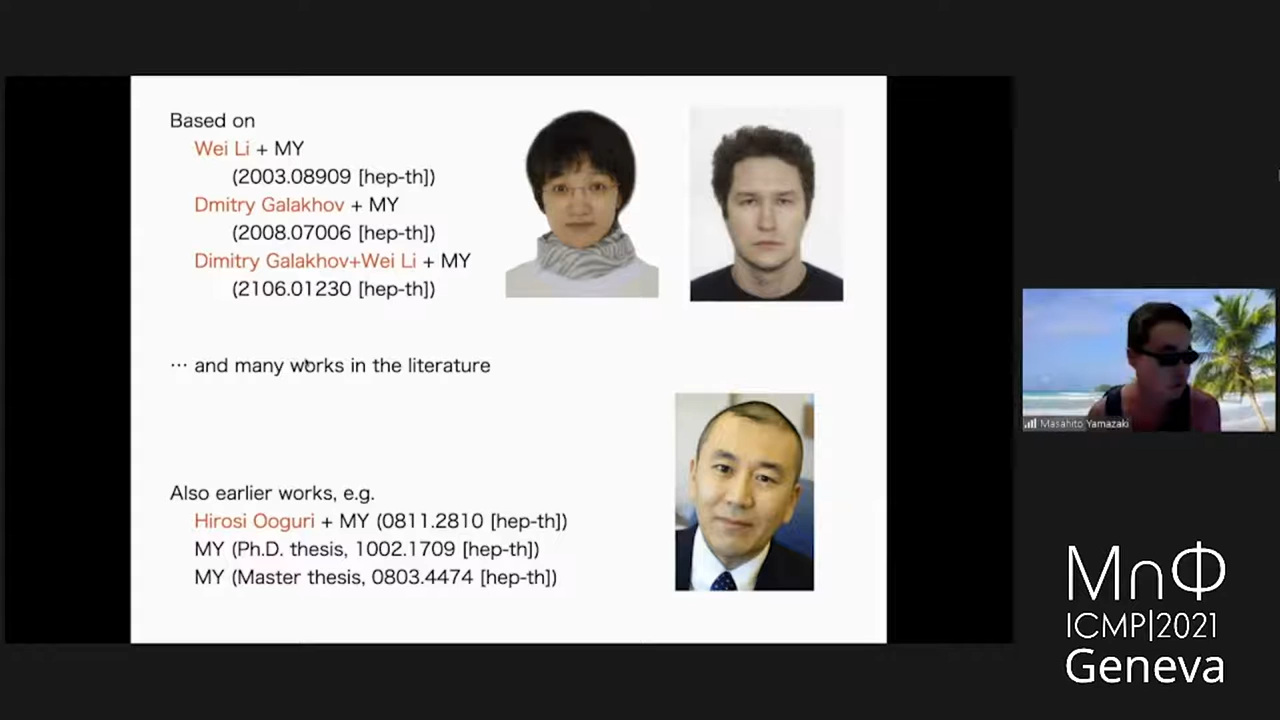 Based on
Wei Li + MY
(2003.08909 [hep-th])
Dmitry Galakhov + MY
(2008.07006 [hep-th])
Dimitry Galakhov+Wei Li + MY
(2106.01230 [hep-th])
… and many works in the literature
Also earlier works, e.g.
Hirosi Ooguri + MY (0811.2810 [hep-th])
MY (Ph.D. thesis, 1002.1709 [hep-th])
MY (Master thesis, 0803.4474 [hep-th])
Masahito Yamazaki
M∩Φ
ICMP|2021
Geneva